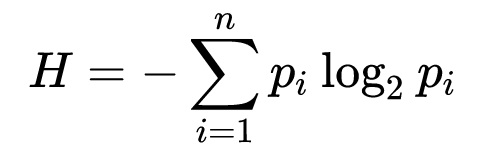 H = -\sum_{i=1}^{n} p_i \log_2 p_i